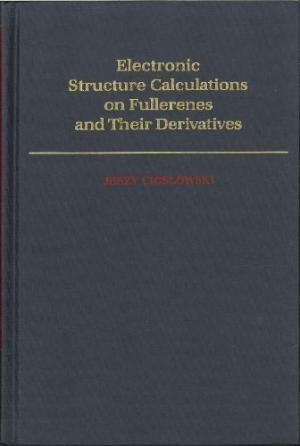 Electronic
Structure Calculations
on Fullerenes
and Their Derivatives
JERZY CIOSLOWSKI